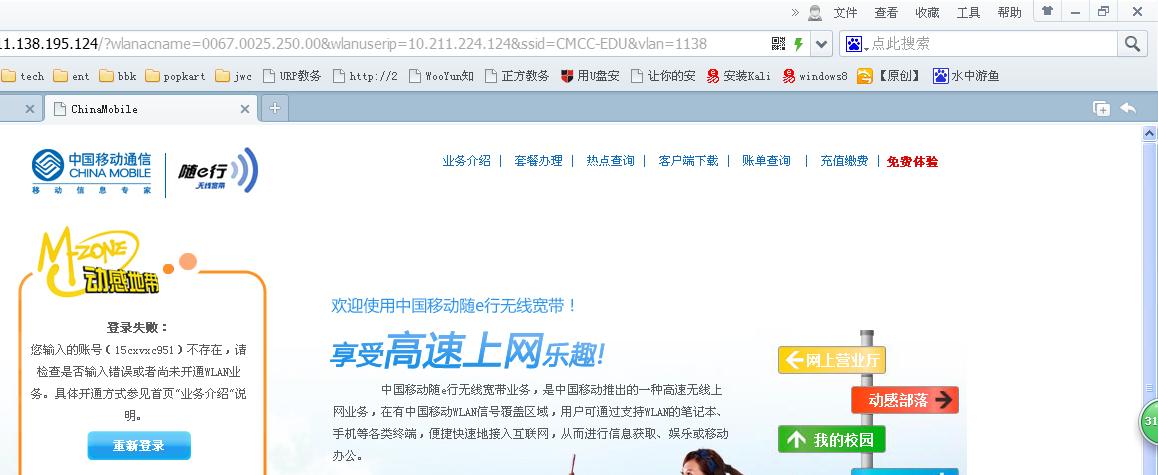 » 文件 查看 收藏 工具 帮助
11.138.195.124/?wlanacname=0067.0025.250.00&wlanuserip=10.211.224.124&ssid=CMCC-EDU&vlan=1138 点此搜索
tech ent bbk popkart jwc URP教务 http://2 WooYun知 正方教务 用U盘安 让你的安 安装Kali windows8 【原创】 水中游鱼
ChinaMobile
中国移动通信
CHINA MOBILE
移动信息专家
随e行
无线宽带
业务介绍 | 套餐办理 | 热点查询 | 客户端下载 | 账单查询 | 充值缴费 | 免费体验
M-ZONE
动感地带
登录失败：
您输入的账号（15cxvxc951）不存在，请
检查是否输入错误或者尚未开通WLAN业
务。具体开通方式参见首页“业务介绍”说
明。
重新登录
欢迎使用中国移动随e行无线宽带！
享受高速上网乐趣!
中国移动随e行无线宽带业务，是中国移动推出的一种高速无线上
网业务，在有中国移动WLAN信号覆盖区域，用户可通过支持WLAN的笔记本、
手机等各类终端，便捷快速地接入互联网，从而进行信息获取、娱乐或移动
办公。
网上营业厅
动感部落
我的校园
31